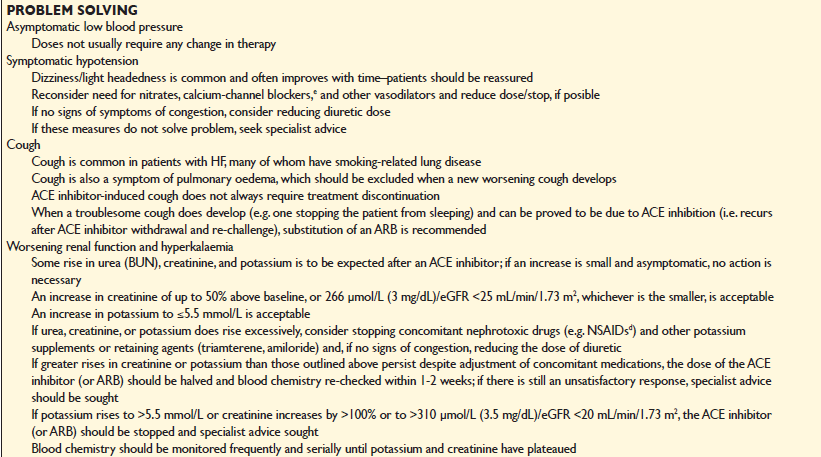 PROBLEM SOLVING
Asymptomatic low blood pressure
Doses not usually require any change in therapy
Symptomatic hypotension
Dizziness/light headedness is common and often improves with time–patients should be reassured
Reconsider need for nitrates, calcium-channel blockers,ᵉ and other vasodilators and reduce dose/stop, if posible
If no signs of symptoms of congestion, consider reducing diuretic dose
If these measures do not solve problem, seek specialist advice
Cough
Cough is common in patients with HF, many of whom have smoking-related lung disease
Cough is also a symptom of pulmonary oedema, which should be excluded when a new worsening cough develops
ACE inhibitor-induced cough does not always require treatment discontinuation
When a troublesome cough does develop (e.g. one stopping the patient from sleeping) and can be proved to be due to ACE inhibition (i.e. recurs
after ACE inhibitor withdrawal and re-challenge), substitution of an ARB is recommended
Worsening renal function and hyperkalaemia
Some rise in urea (BUN), creatinine, and potassium is to be expected after an ACE inhibitor; if an increase is small and asymptomatic, no action is
necessary
An increase in creatinine of up to 50% above baseline, or 266 µmol/L (3 mg/dL)/eGFR <25 mL/min/1.73 m², whichever is the smaller, is acceptable
An increase in potassium to ≤5.5 mmol/L is acceptable
If urea, creatinine, or potassium does rise excessively, consider stopping concomitant nephrotoxic drugs (e.g. NSAIDsᵈ) and other potassium
supplements or retaining agents (triamterene, amiloride) and, if no signs of congestion, reducing the dose of diuretic
If greater rises in creatinine or potassium than those outlined above persist despite adjustment of concomitant medications, the dose of the ACE
inhibitor (or ARB) should be halved and blood chemistry re-checked within 1-2 weeks; if there is still an unsatisfactory response, specialist advice
should be sought
If potassium rises to >5.5 mmol/L or creatinine increases by >100% or to >310 µmol/L (3.5 mg/dL)/eGFR <20 mL/min/1.73 m², the ACE inhibitor
(or ARB) should be stopped and specialist advice sought
Blood chemistry should be monitored frequently and serially until potassium and creatinine have plateaued